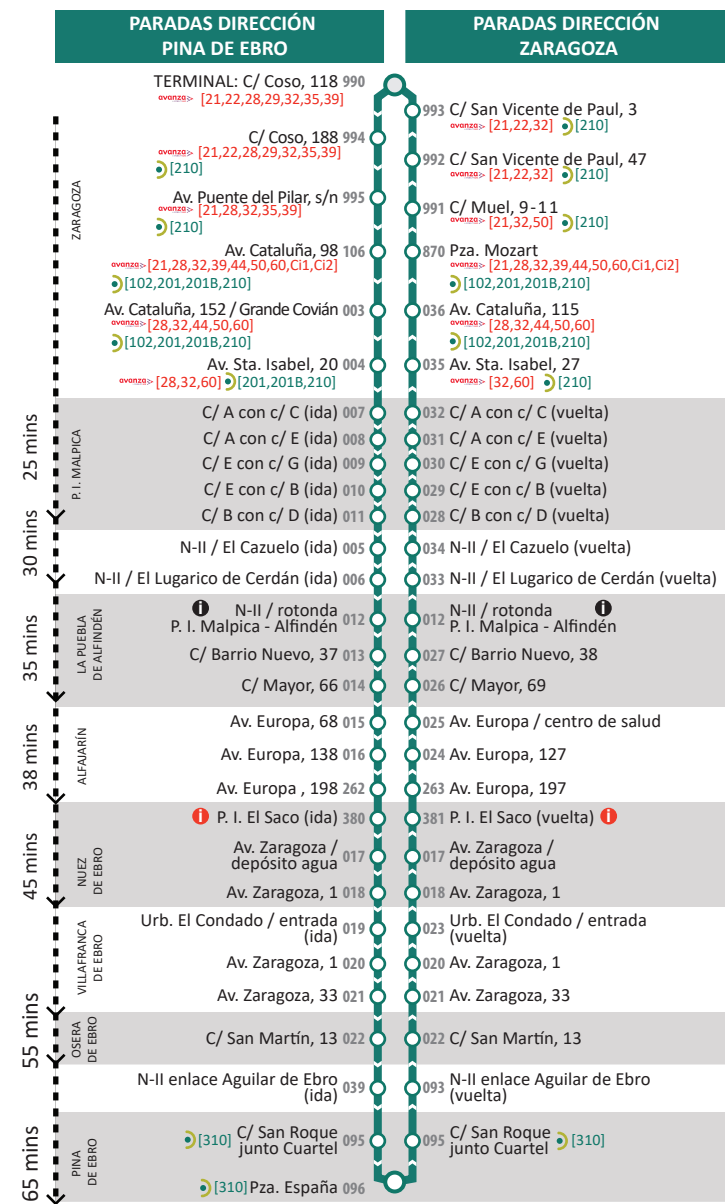 PARADAS DIRECCIÓN
PINA DE EBRO
PARADAS DIRECCIÓN
ZARAGOZA
TERMINAL: C/ Coso, 118 990
avanza> [21,22,28,29,32,35,39]
993 C/ San Vicente de Paul, 3
avanza> [21,22,32] [210]
C/ Coso, 188 994
avanza> [21,22,28,29,32,35,39]
[210]
992 C/ San Vicente de Paul, 47
avanza> [21,22,32] [210]
Av. Puente del Pilar, s/n 995
avanza> [21,28,32,35,39]
[210]
991 C/ Muel, 9-11
avanza> [21,32,50] [210]
Av. Cataluña, 98 106
avanza> [21,28,32,39,44,50,60,Ci1,Ci2]
[102,201,201B,210]
870 Pza. Mozart
avanza> [21,28,32,39,44,50,60,Ci1,Ci2]
[102,201,201B,210]
Av. Cataluña, 152 / Grande Covián 003
avanza> [28,32,44,50,60]
[102,201,201B,210]
036 Av. Cataluña, 115
avanza> [28,32,44,50,60]
[102,201,201B,210]
Av. Sta. Isabel, 20 004
avanza> [28,32,60] [201,201B,210]
035 Av. Sta. Isabel, 27
avanza> [32,60] [210]
ZARAGOZA
25 mins
P. I. MALPICA
C/ A con c/ C (ida) 007
032 C/ A con c/ C (vuelta)
C/ A con c/ E (ida) 008
031 C/ A con c/ E (vuelta)
C/ E con c/ G (ida) 009
030 C/ E con c/ G (vuelta)
C/ E con c/ B (ida) 010
029 C/ E con c/ B (vuelta)
C/ B con c/ D (ida) 011
028 C/ B con c/ D (vuelta)
30 mins
N-II / El Cazuelo (ida) 005
034 N-II / El Cazuelo (vuelta)
N-II / El Lugarico de Cerdán (ida) 006
033 N-II / El Lugarico de Cerdán (vuelta)
35 mins
LA PUEBLA
DE ALFINDÉN
i N-II / rotonda
P. I. Malpica - Alfindén 012
012 N-II / rotonda i
P. I. Malpica - Alfindén
C/ Barrio Nuevo, 37 013
027 C/ Barrio Nuevo, 38
C/ Mayor, 66 014
026 C/ Mayor, 69
38 mins
ALFAJARÍN
Av. Europa, 68 015
025 Av. Europa / centro de salud
Av. Europa, 138 016
024 Av. Europa, 127
Av. Europa , 198 262
263 Av. Europa, 197
45 mins
NUEZ
DE EBRO
i P. I. El Saco (ida) 380
381 P. I. El Saco (vuelta) i
Av. Zaragoza /
depósito agua 017
017 Av. Zaragoza /
depósito agua
Av. Zaragoza, 1 018
018 Av. Zaragoza, 1
VILLAFRANCA
DE EBRO
Urb. El Condado / entrada
(ida) 019
023 Urb. El Condado / entrada
(vuelta)
Av. Zaragoza, 1 020
020 Av. Zaragoza, 1
Av. Zaragoza, 33 021
021 Av. Zaragoza, 33
55 mins
OSERA
DE EBRO
C/ San Martín, 13 022
022 C/ San Martín, 13
N-II enlace Aguilar de Ebro
(ida) 039
093 N-II enlace Aguilar de Ebro
(vuelta)
65 mins
PINA
DE EBRO
[310] C/ San Roque
junto Cuartel 095
095 C/ San Roque
junto Cuartel [310]
[310] Pza. España 096